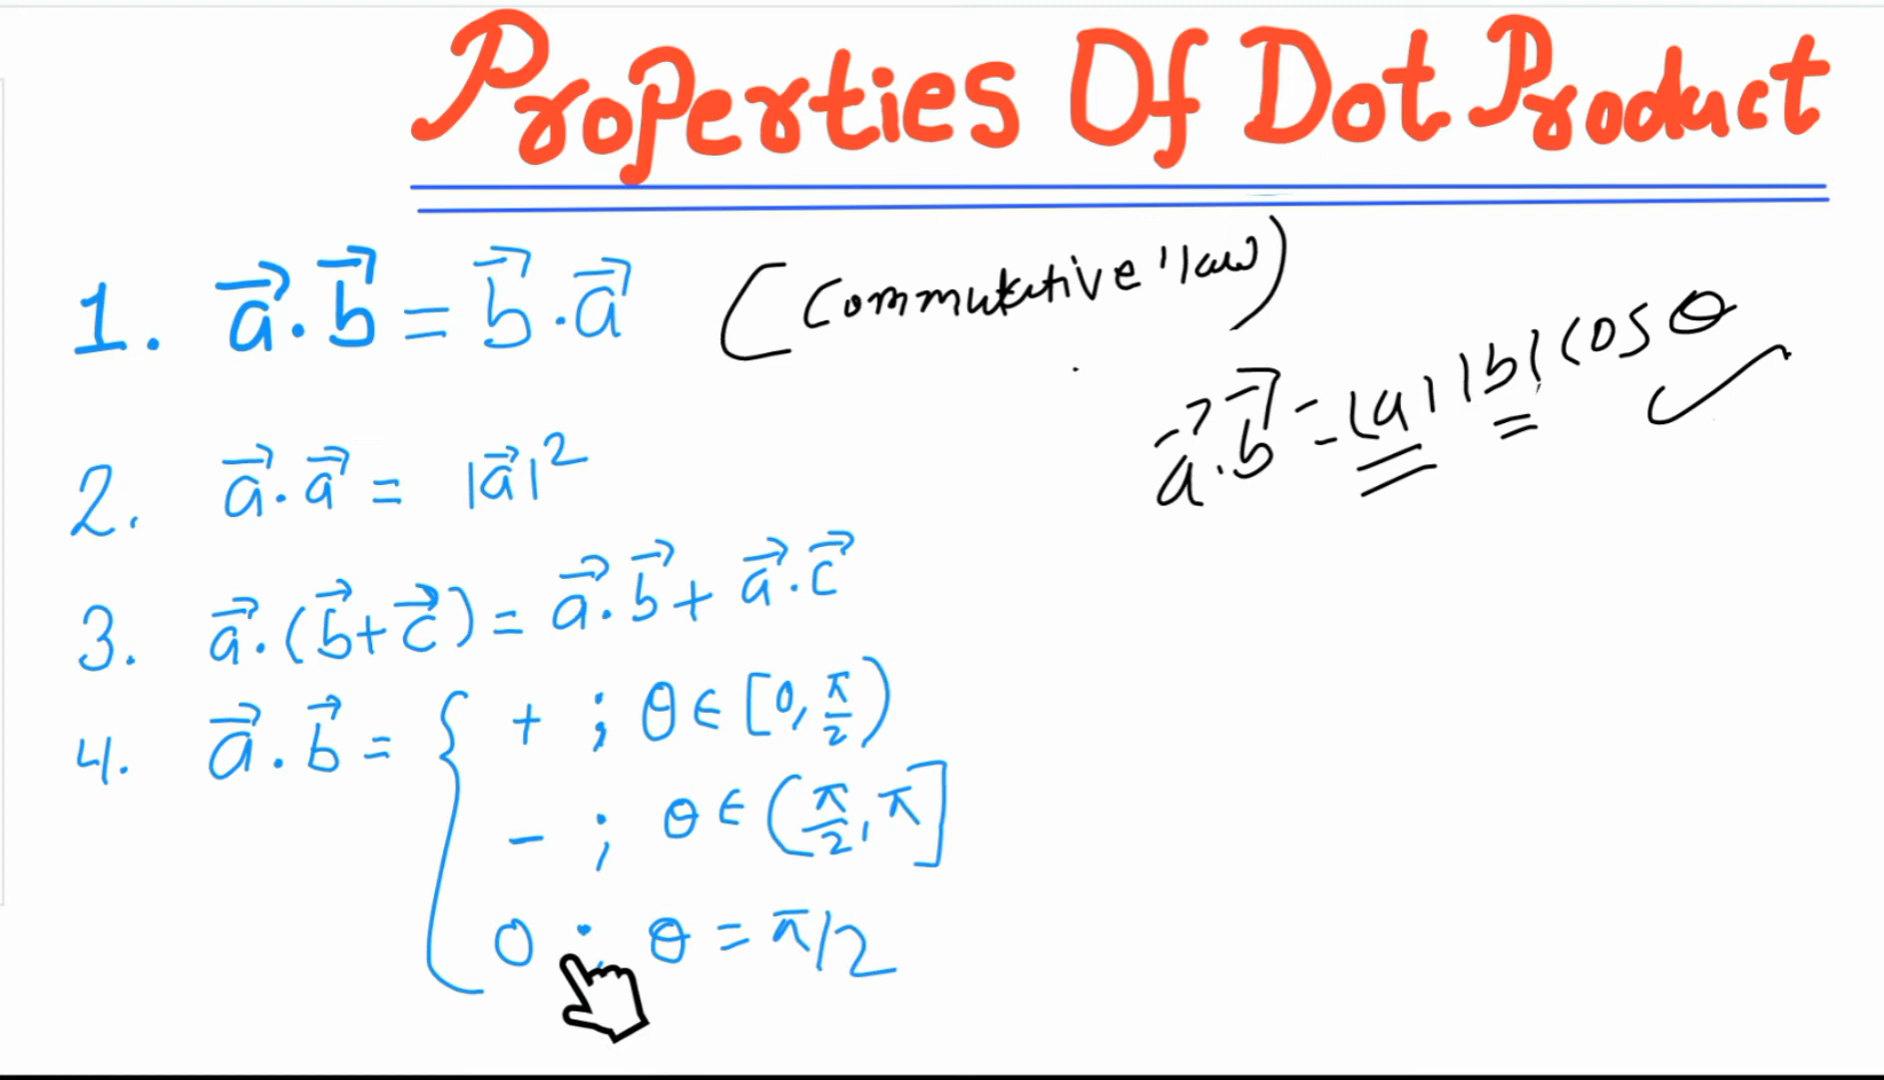 Properties Of Dot Product
1. a⃗.b⃗ = b⃗.a⃗ (Commutative law)
a⃗.b⃗ = |a||b| cos θ
2. a⃗.a⃗ = |a⃗|²
3. a⃗.(b⃗+c⃗) = a⃗.b⃗ + a⃗.c⃗
4. a⃗.b⃗ = { + ; θ ∈ [0, π/2)
- ; θ ∈ (π/2, π]
0 ; θ = π/2